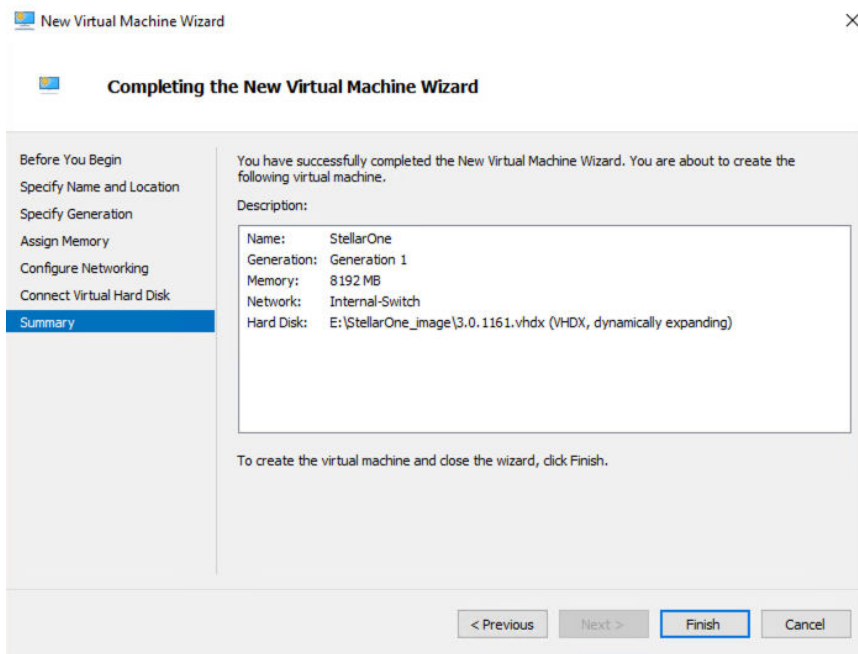 New Virtual Machine Wizard
Completing the New Virtual Machine Wizard
Before You Begin
Specify Name and Location
Specify Generation
Assign Memory
Configure Networking
Connect Virtual Hard Disk
Summary
You have successfully completed the New Virtual Machine Wizard. You are about to create the
following virtual machine.
Description:
Name: StellarOne
Generation: Generation 1
Memory: 8192 MB
Network: Internal-Switch
Hard Disk: E:\StellarOne_image\3.0.1161.vhdx (VHDX, dynamically expanding)
To create the virtual machine and close the wizard, click Finish.
< Previous Next > Finish Cancel